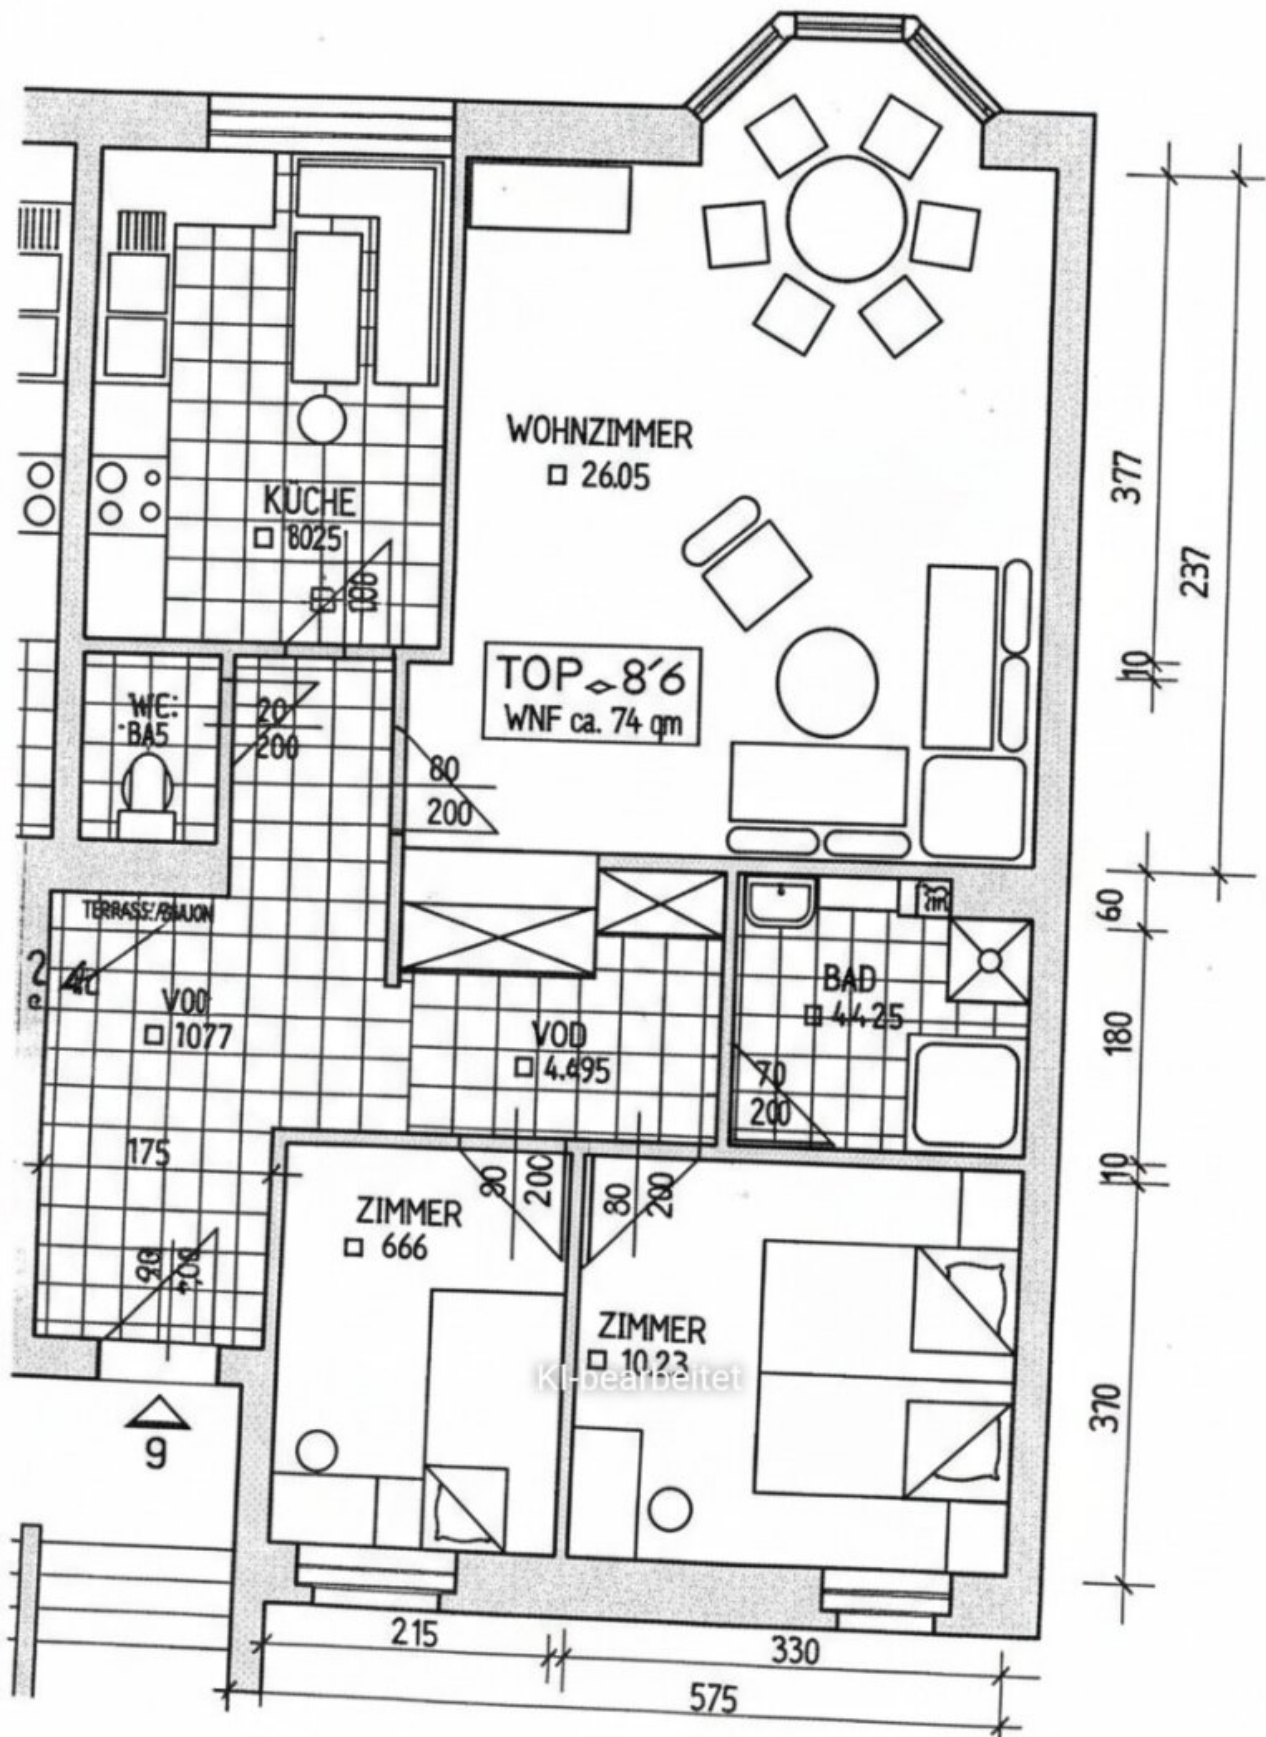 WOHNZIMMER
□ 26.05
KÜCHE
□ 8025
TOP 8'6
WNF ca. 74 qm
WC:
BA5
20
200
80
200
377
237
10
60
180
10
370
VOD
□ 1077
VOD
□ 4.495
BAD
□ 44.25
70
200
175
ZIMMER
□ 666
200
80
200
ZIMMER
□ 10.23
KI-bearbeitet
9
215
330
575